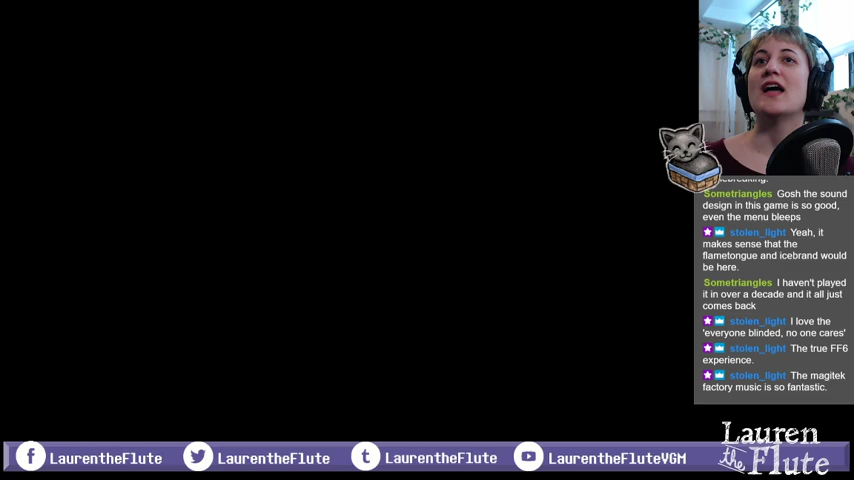 Sometriangles Gosh the sound
design in this game is so good,
even the menu bleeps
stolen_light Yeah, it
makes sense that the
flametongue and icebrand would
be here.
Sometriangles I haven't played
it in over a decade and it all just
comes back
stolen_light I love the
'everyone blinded, no one cares'
stolen_light The true FF6
experience.
stolen_light The magitek
factory music is so fantastic.
LaurentheFlute
LaurentheFlute
LaurentheFlute
LaurentheFluteVGM
Lauren
the Flute